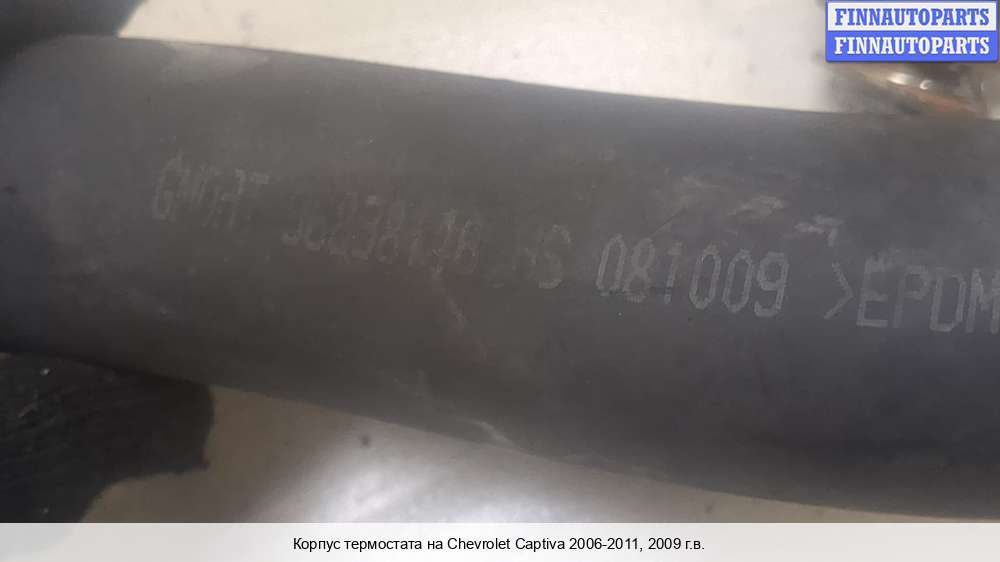 FINNAUTOPARTS
FINNAUTOPARTS
081009 >EPDM
Корпус термостата на Chevrolet Captiva 2006-2011, 2009 г.в.